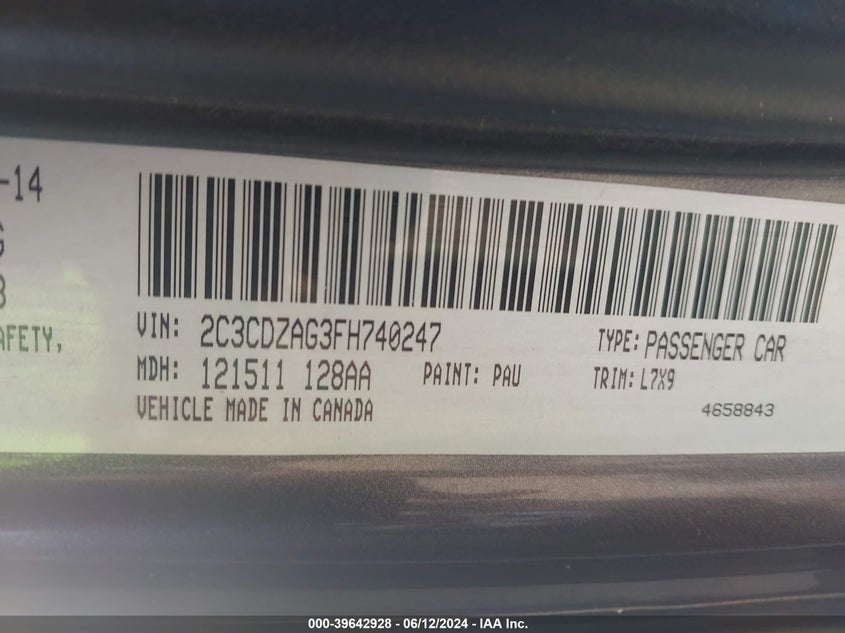 -14
G
8
AFETY,
VIN: 2C3CDZAG3FH740247 TYPE: PASSENGER CAR
MDH: 121511 128AA PAINT: PAU TRIM: L7X9
VEHICLE MADE IN CANADA 4658843
000-39642928 - 06/12/2024 - IAA Inc.